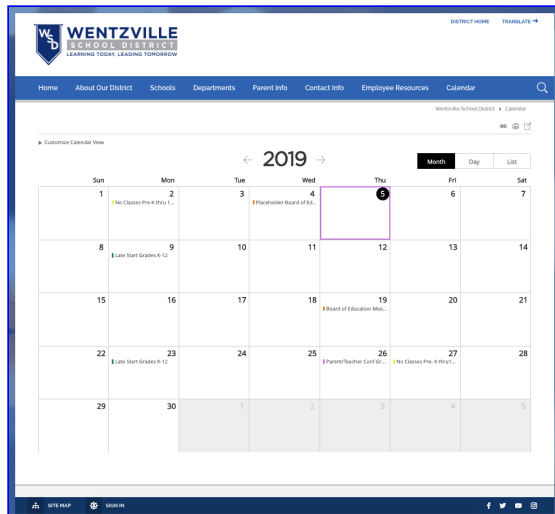 DISTRICT HOME TRANSLATE
WSD
WENTZVILLE
SCHOOL DISTRICT
LEARNING TODAY, LEADING TOMORROW
Home About Our District Schools Departments Parent Info Contact Info Employee Resources Calendar
Wentzville School District > Calendar
Customize Calendar View
2019
Month Day List
Sun Mon Tue Wed Thu Fri Sat
1 2 3 4 5 6 7
No Classes Pre-K thru 1... Placeholder Board of Ed...
8 9 10 11 12 13 14
Late Start Grades K-12
15 16 17 18 19 20 21
Board of Education Mee...
22 23 24 25 26 27 28
Late Start Grades K-12 Parent/Teacher Conf Gr... No Classes Pre- K thru1...
29 30 1 2 3 4 5
SITE MAP SIGN IN